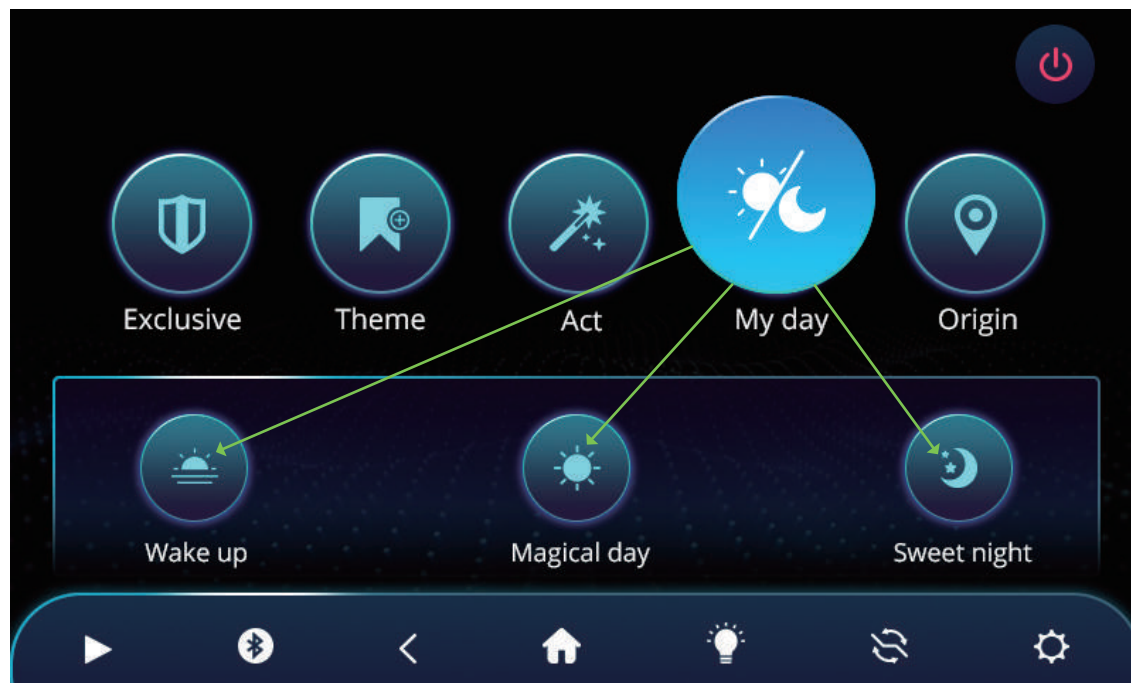 Exclusive
Theme
Act
My day
Origin
Wake up
Magical day
Sweet night